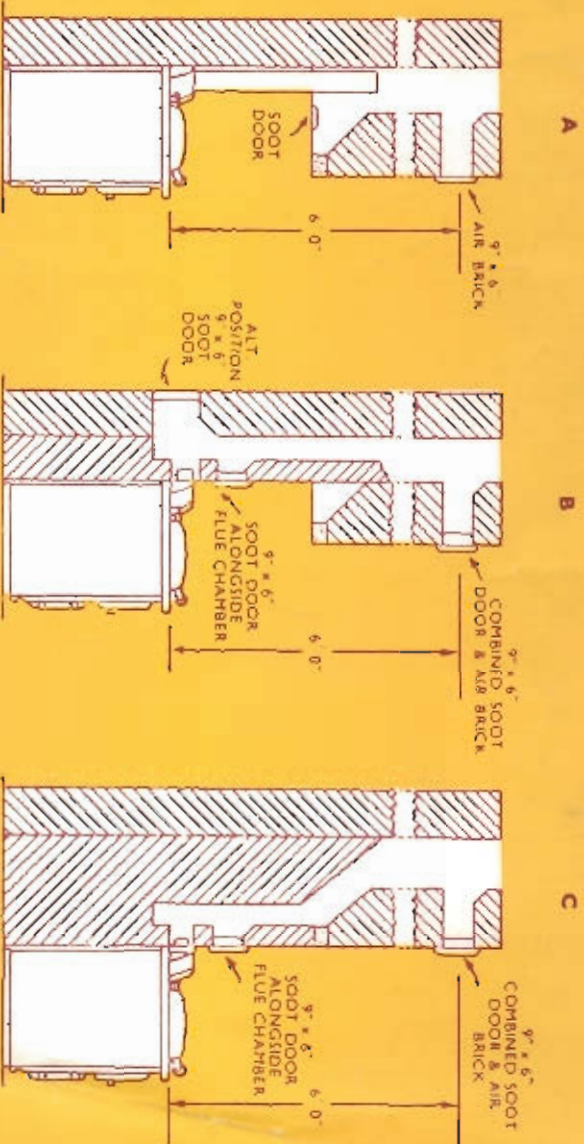 A
SOOT
DOOR
9" x 6"
AIR BRICK
6' 0"
B
ALT
POSITION
9" x 6"
SOOT
DOOR
9" x 6"
SOOT DOOR
ALONGSIDE
FLUE CHAMBER
9" x 6"
COMBINED SOOT
DOOR & AIR BRICK
6' 0"
C
9" x 6"
SOOT DOOR
ALONGSIDE
FLUE CHAMBER
9" x 6"
COMBINED SOOT
DOOR & AIR
BRICK
6' 0"